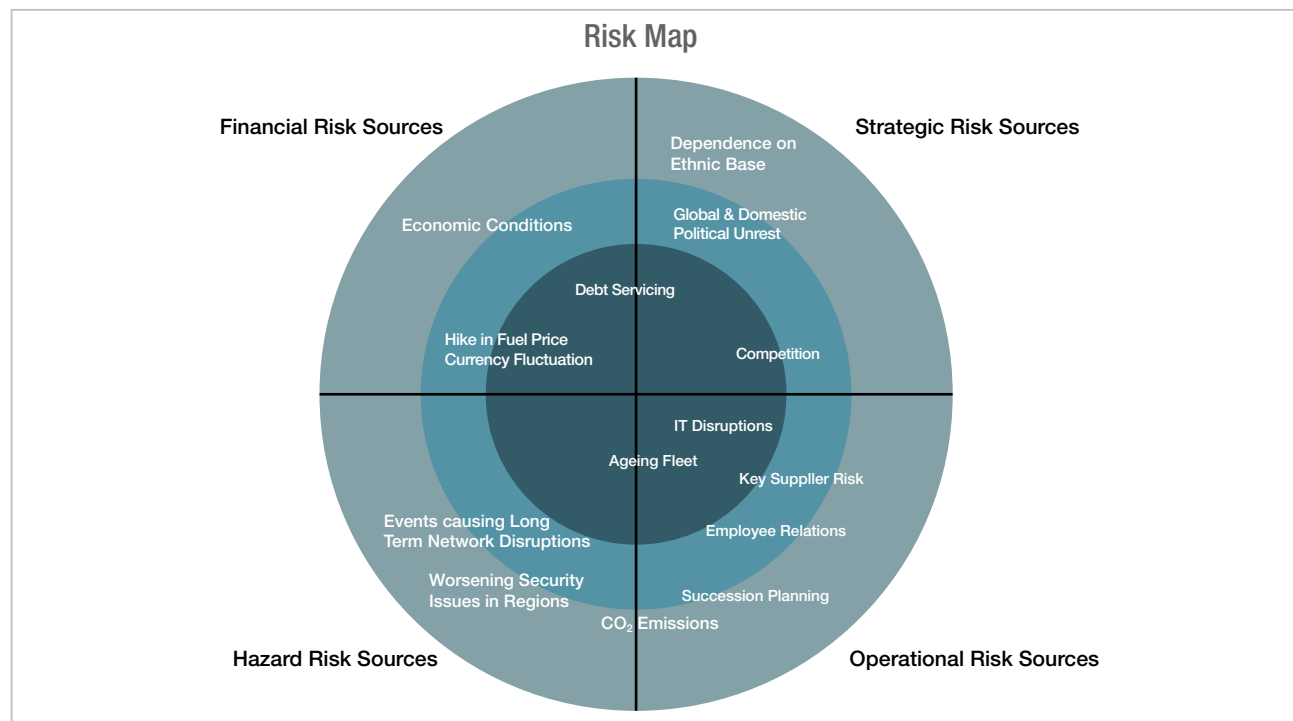 Risk Map
Financial Risk Sources
Strategic Risk Sources
Dependence on
Ethnic Base
Economic Conditions
Global & Domestic
Political Unrest
Debt Servicing
Hike in Fuel Price
Currency Fluctuation
Competition
IT Disruptions
Ageing Fleet
Key Suppller Risk
Events causing Long
Term Network Disruptions
Employee Relations
Worsening Security
Issues in Regions
Succession Planning
CO₂ Emissions
Hazard Risk Sources
Operational Risk Sources